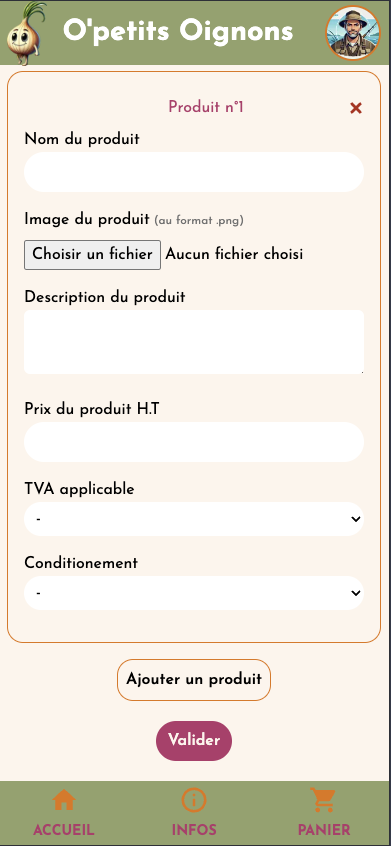 O'petits Oignons
Produit n°1
Nom du produit
Image du produit (au format .png)
Choisir un fichier Aucun fichier choisi
Description du produit
Prix du produit H.T
TVA applicable
-
Conditionement
-
Ajouter un produit
Valider
ACCUEIL INFOS PANIER